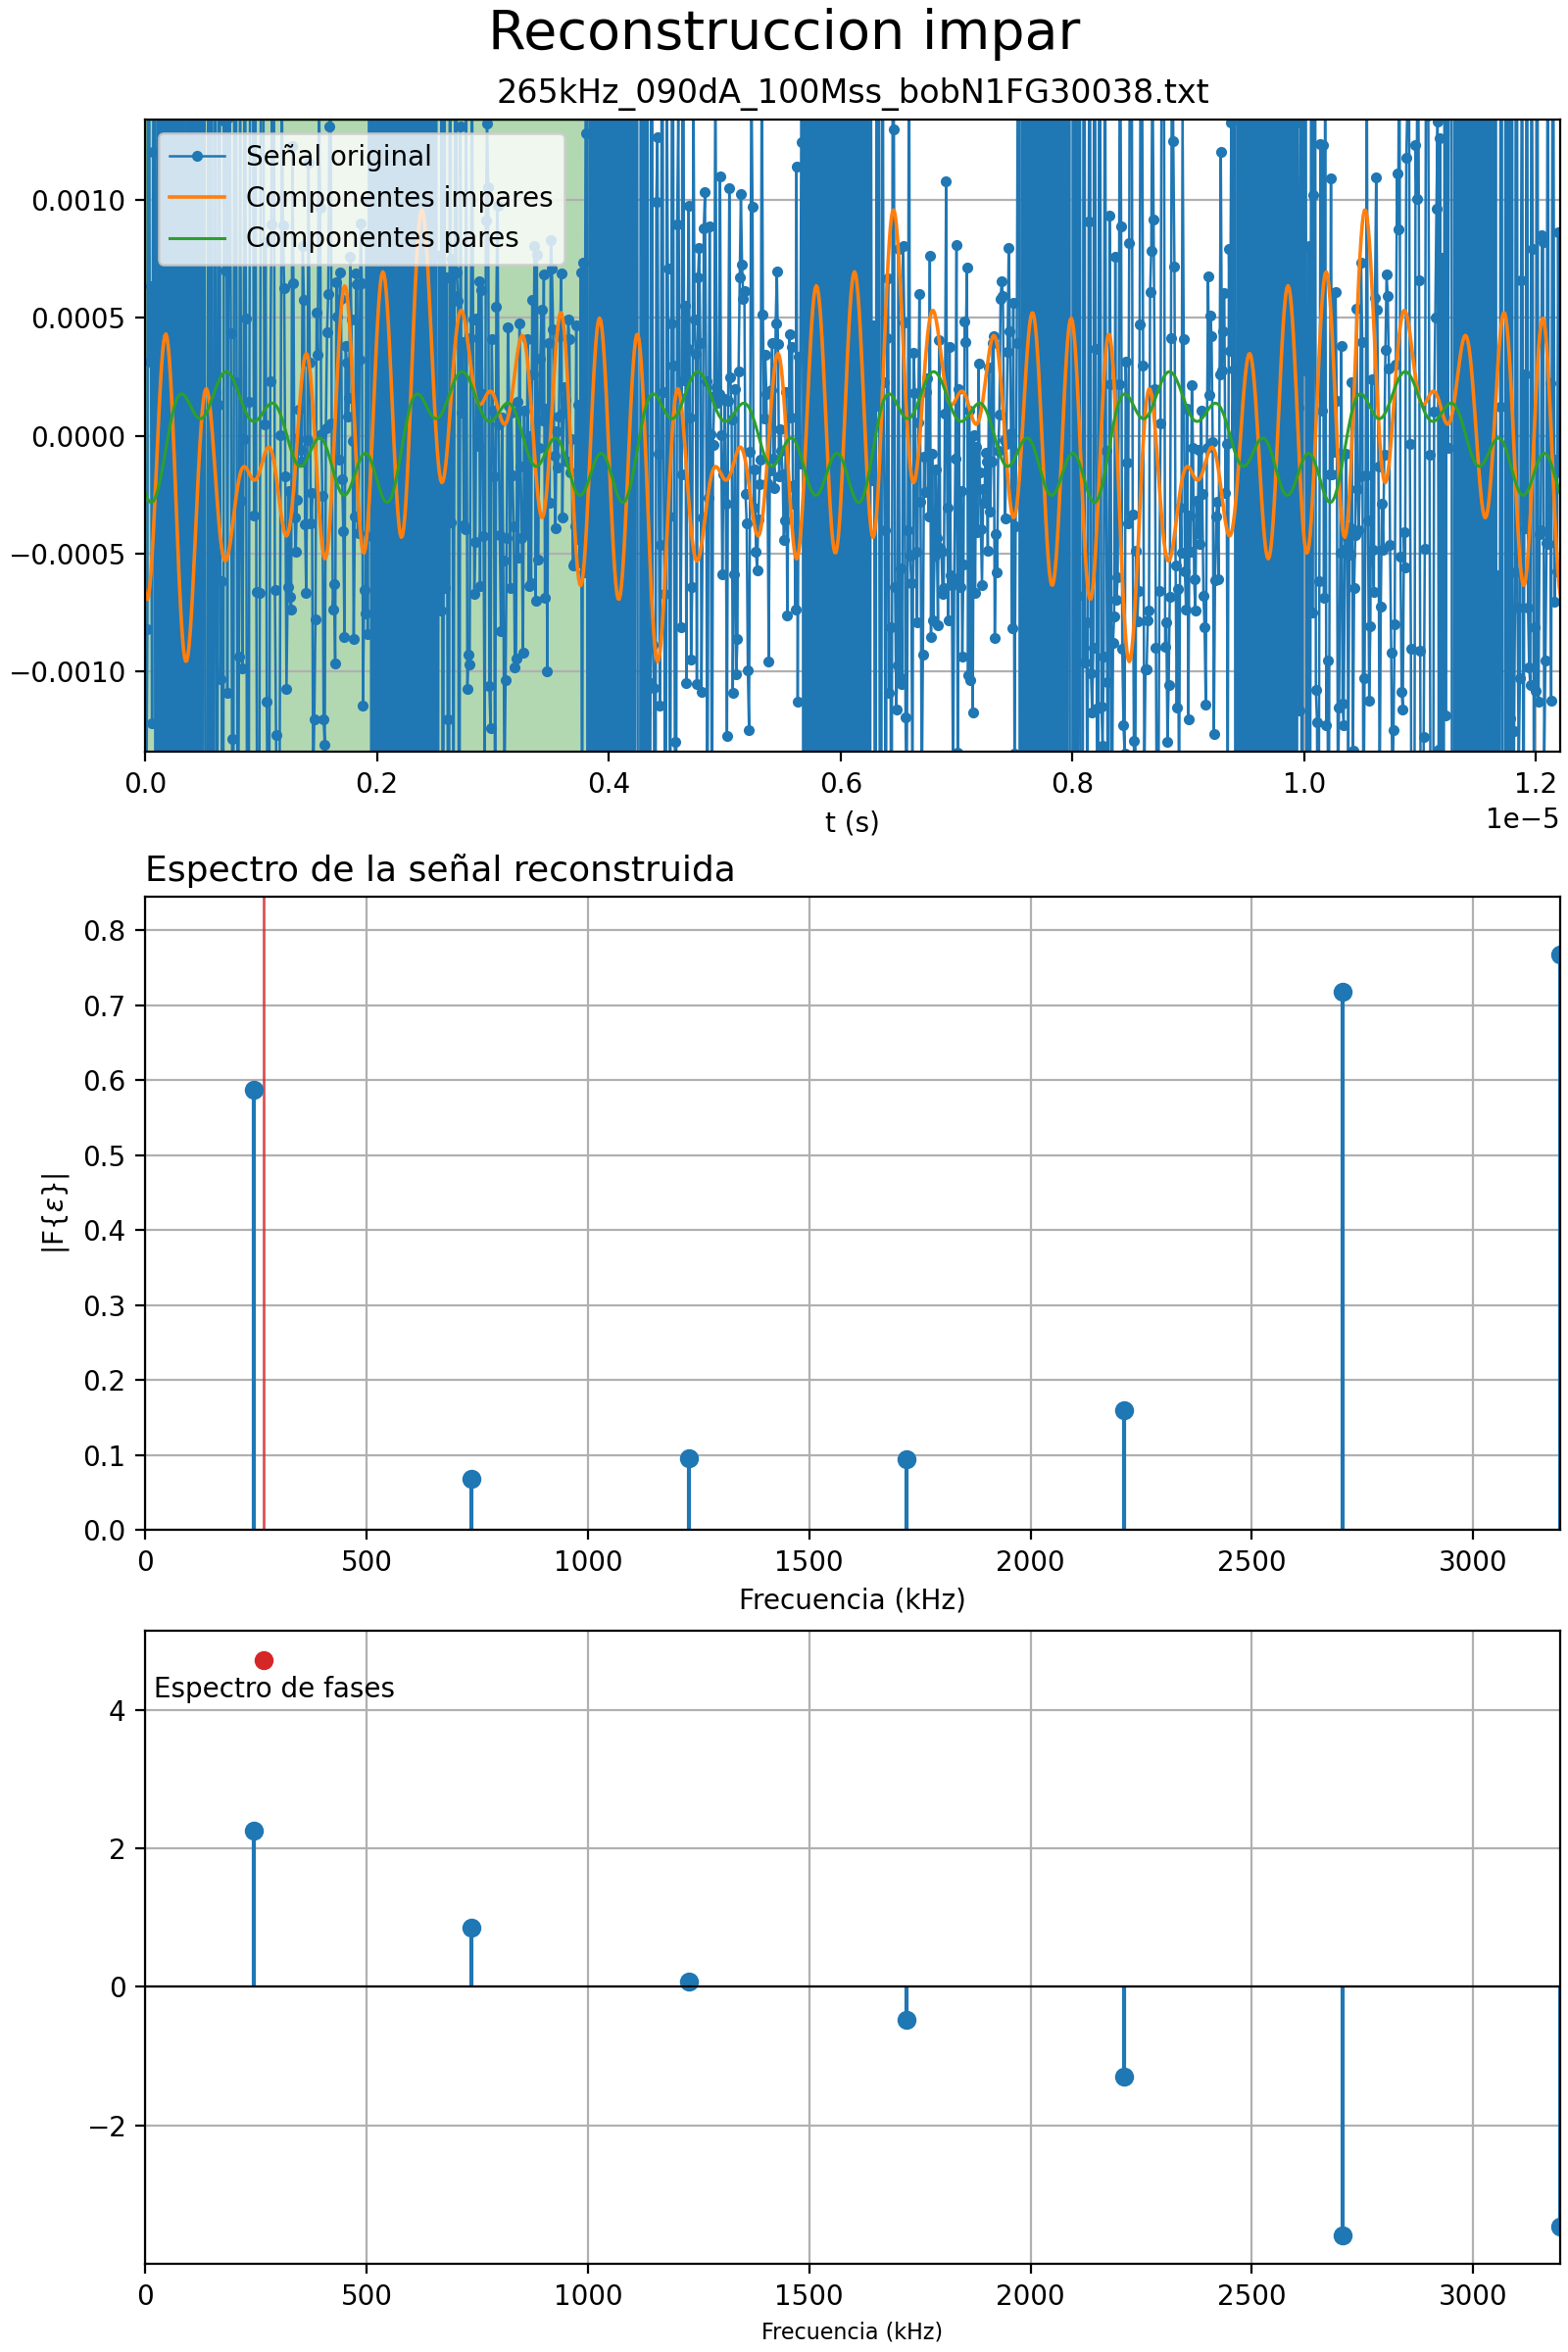 Reconstruccion impar
265kHz_090dA_100Mss_bobN1FG30038.txt
Señal original
Componentes impares
Componentes pares
0.0010
0.0005
0.0000
−0.0005
−0.0010
0.0 0.2 0.4 0.6 0.8 1.0 1.2
1e−5
t (s)
Espectro de la señal reconstruida
0.8
0.7
0.6
0.5
0.4
0.3
0.2
0.1
0.0
|F{ε}|
0 500 1000 1500 2000 2500 3000
Frecuencia (kHz)
Espectro de fases
4
2
0
−2
0 500 1000 1500 2000 2500 3000
Frecuencia (kHz)